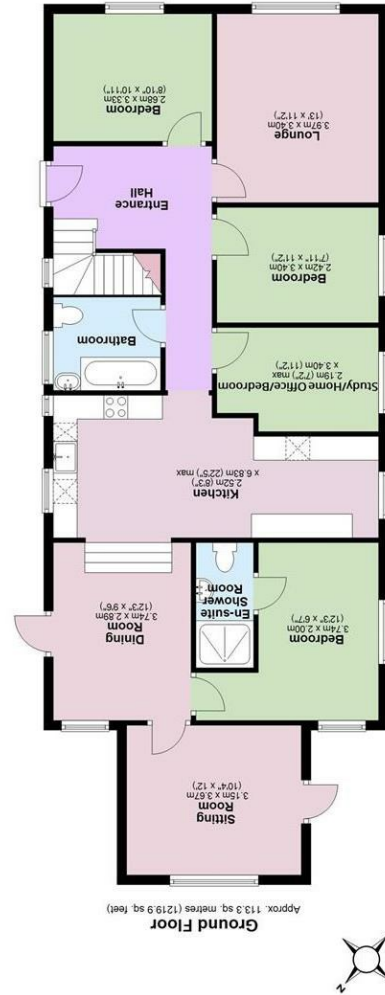 Ground Floor
Approx. 113.3 sq. metres (1219.9 sq. feet)
Sitting
Room
3.15m x 3.67m
(10'4" x 12')
Bedroom
3.74m x 2.00m
(12'3" x 6'7")
En-suite
Shower
Room
Dining
Room
3.74m x 2.89m
(12'3" x 9'6")
Kitchen
2.52m (8'3")
x 6.83m (22'5") max
Study/Home Office/Bedroom
2.19m (7'2") max
x 3.40m (11'2")
Bathroom
Bedroom
2.42m x 3.40m
(7'11" x 11'2")
Entrance
Hall
Lounge
3.97m x 3.40m
(13' x 11'2")
Bedroom
2.68m x 3.33m
(8'10" x 10'11")
N